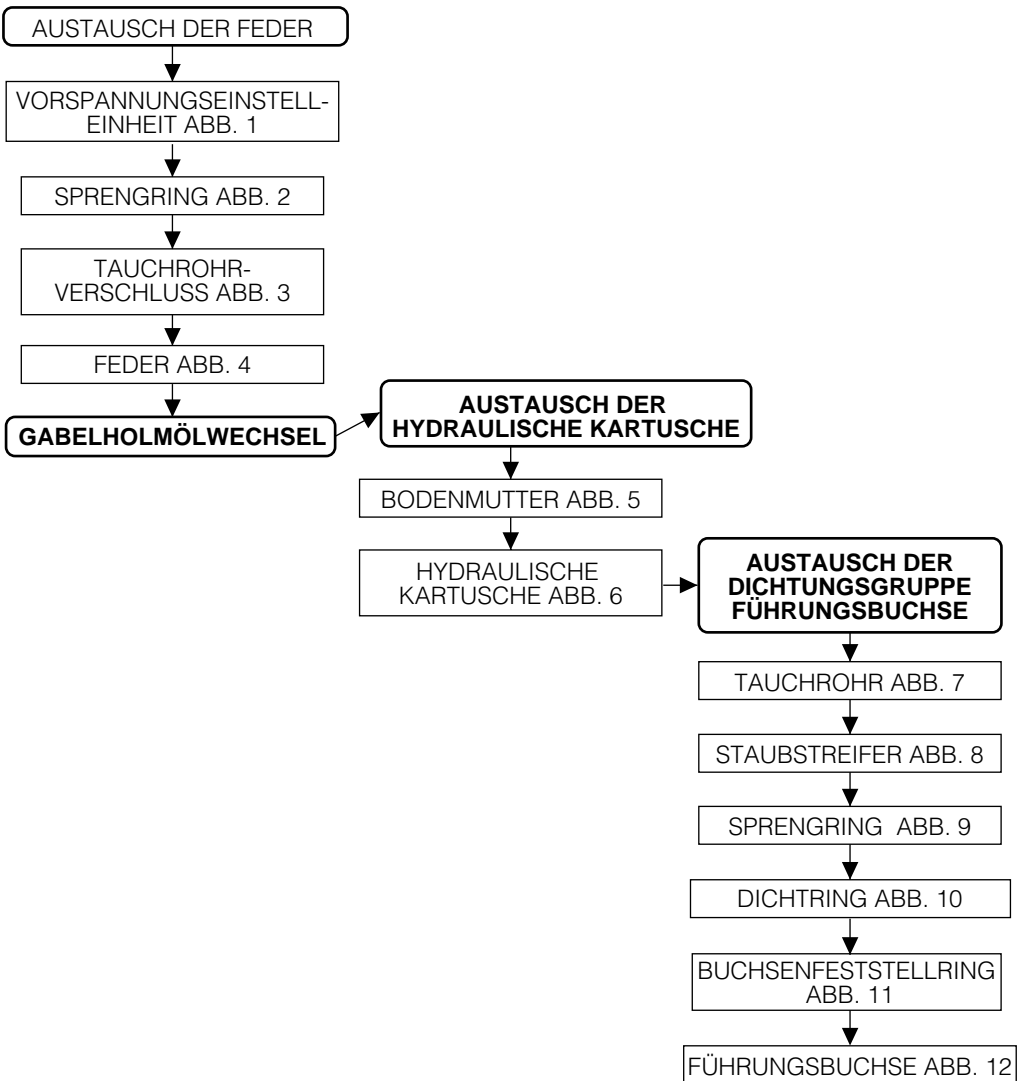 AUSTAUSCH DER FEDER
VORSPANNUNGSEINSTELL-
EINHEIT ABB. 1
SPRENGRING ABB. 2
TAUCHROHR-
VERSCHLUSS ABB. 3
FEDER ABB. 4
GABELHOLMÖLWECHSEL
AUSTAUSCH DER
HYDRAULISCHE KARTUSCHE
BODENMUTTER ABB. 5
HYDRAULISCHE
KARTUSCHE ABB. 6
AUSTAUSCH DER
DICHTUNGSGRUPPE
FÜHRUNGSBUCHSE
TAUCHROHR ABB. 7
STAUBSTREIFER ABB. 8
SPRENGRING ABB. 9
DICHTRING ABB. 10
BUCHSENFESTSTELLRING
ABB. 11
FÜHRUNGSBUCHSE ABB. 12